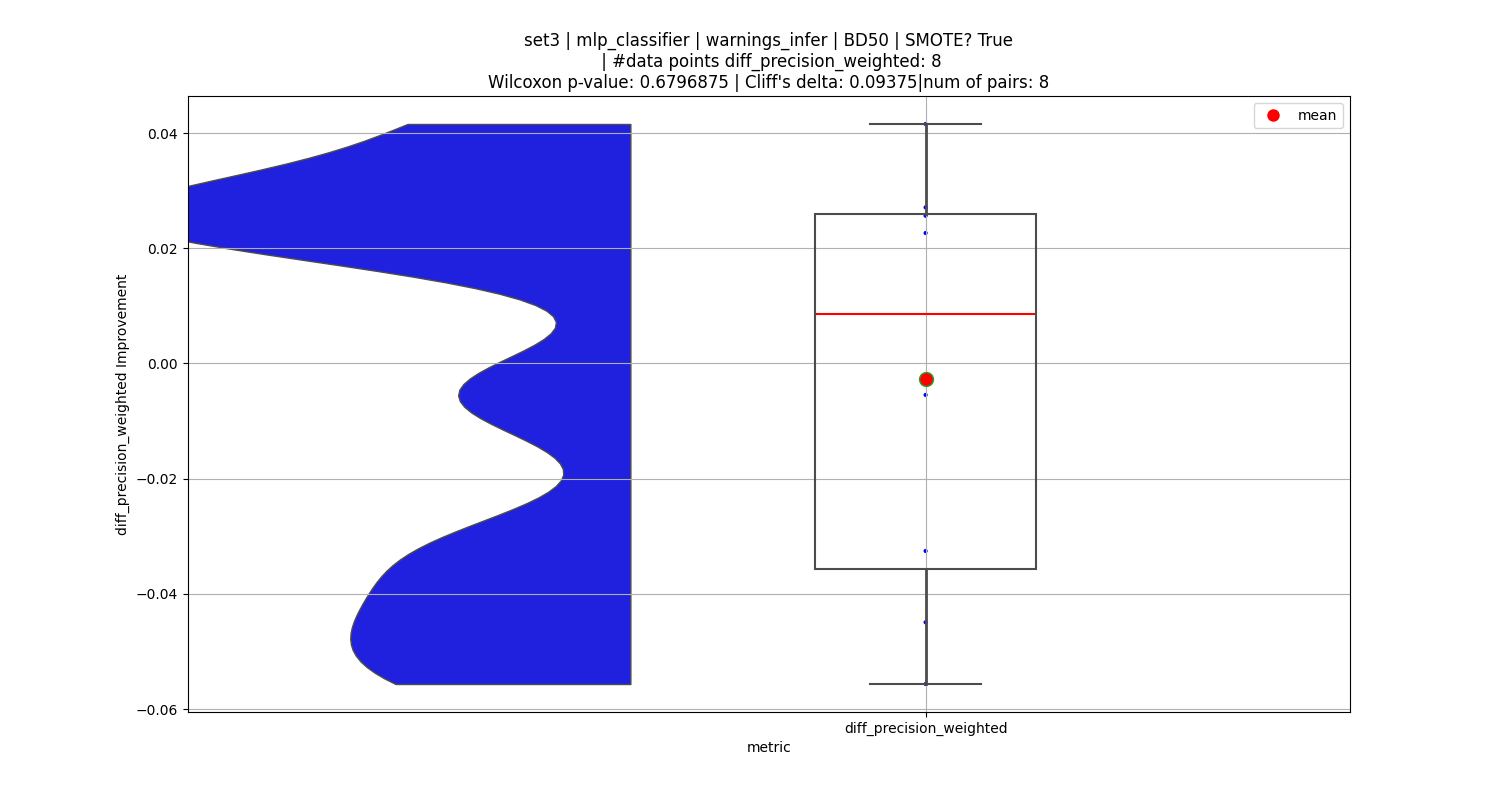 set3 | mlp_classifier | warnings_infer | BD50 | SMOTE? True
| #data points diff_precision_weighted: 8
Wilcoxon p-value: 0.6796875 | Cliff's delta: 0.09375|num of pairs: 8
mean
0.04
0.02
0.00
−0.02
−0.04
−0.06
diff_precision_weighted Improvement
diff_precision_weighted
metric